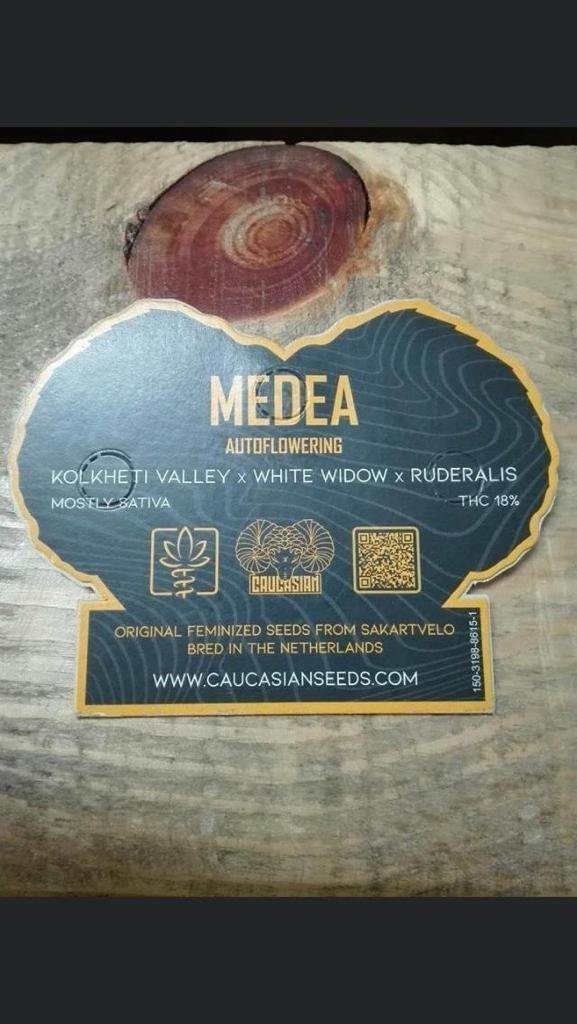 MEDEA
AUTOFLOWERING
KOLKHETI VALLEY x WHITE WIDOW x RUDERALIS
MOSTLY SATIVA THC 18%
CAUCASIAN
ORIGINAL FEMINIZED SEEDS FROM SAKARTVELO
BRED IN THE NETHERLANDS
WWW.CAUCASIANSEEDS.COM
150-3198-8615-1